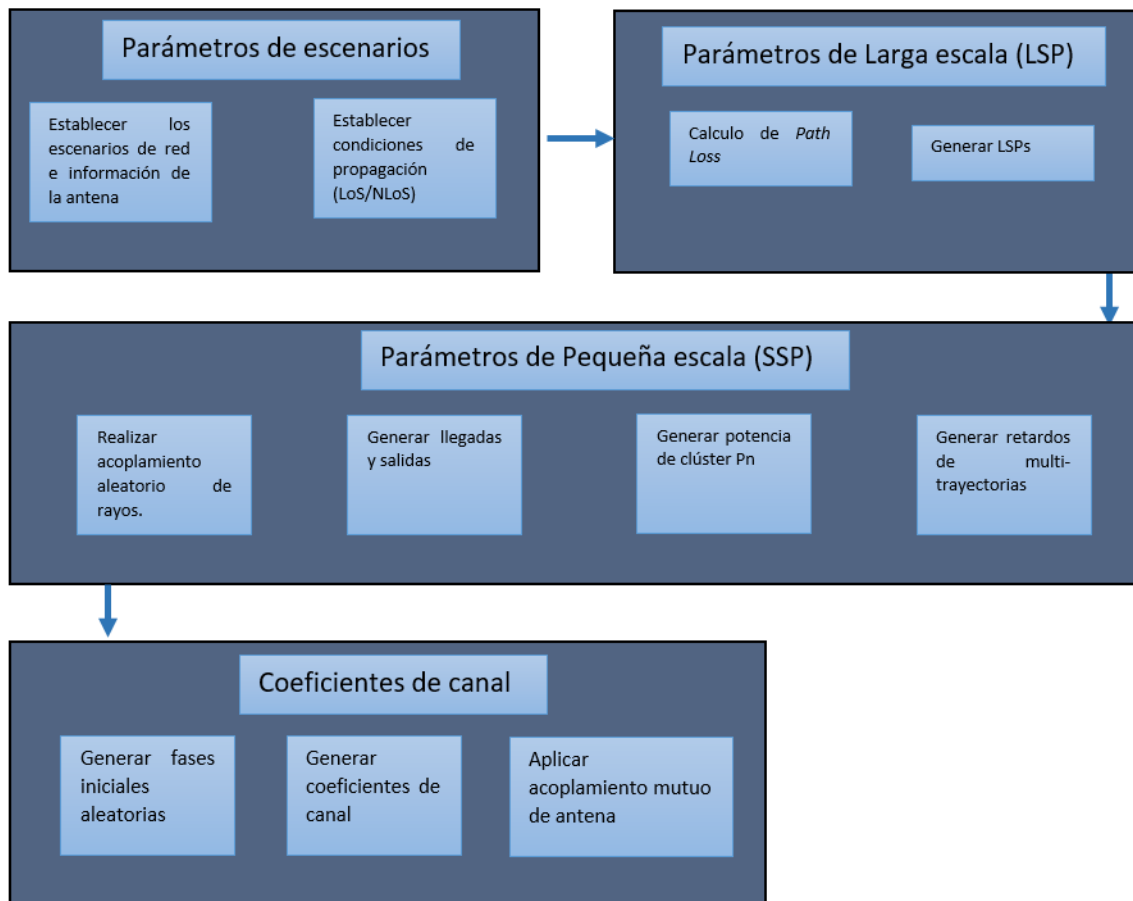 Parámetros de escenarios
Establecer los
escenarios de red
e información de
la antena
Establecer
condiciones de
propagación
(LoS/NLoS)
Parámetros de Larga escala (LSP)
Calculo de Path
Loss
Generar LSPs
Parámetros de Pequeña escala (SSP)
Realizar
acoplamiento
aleatorio de
rayos.
Generar llegadas
y salidas
Generar potencia
de clúster Pn
Generar retardos
de multi-
trayectorias
Coeficientes de canal
Generar fases
iniciales
aleatorias
Generar
coeficientes de
canal
Aplicar
acoplamiento mutuo
de antena